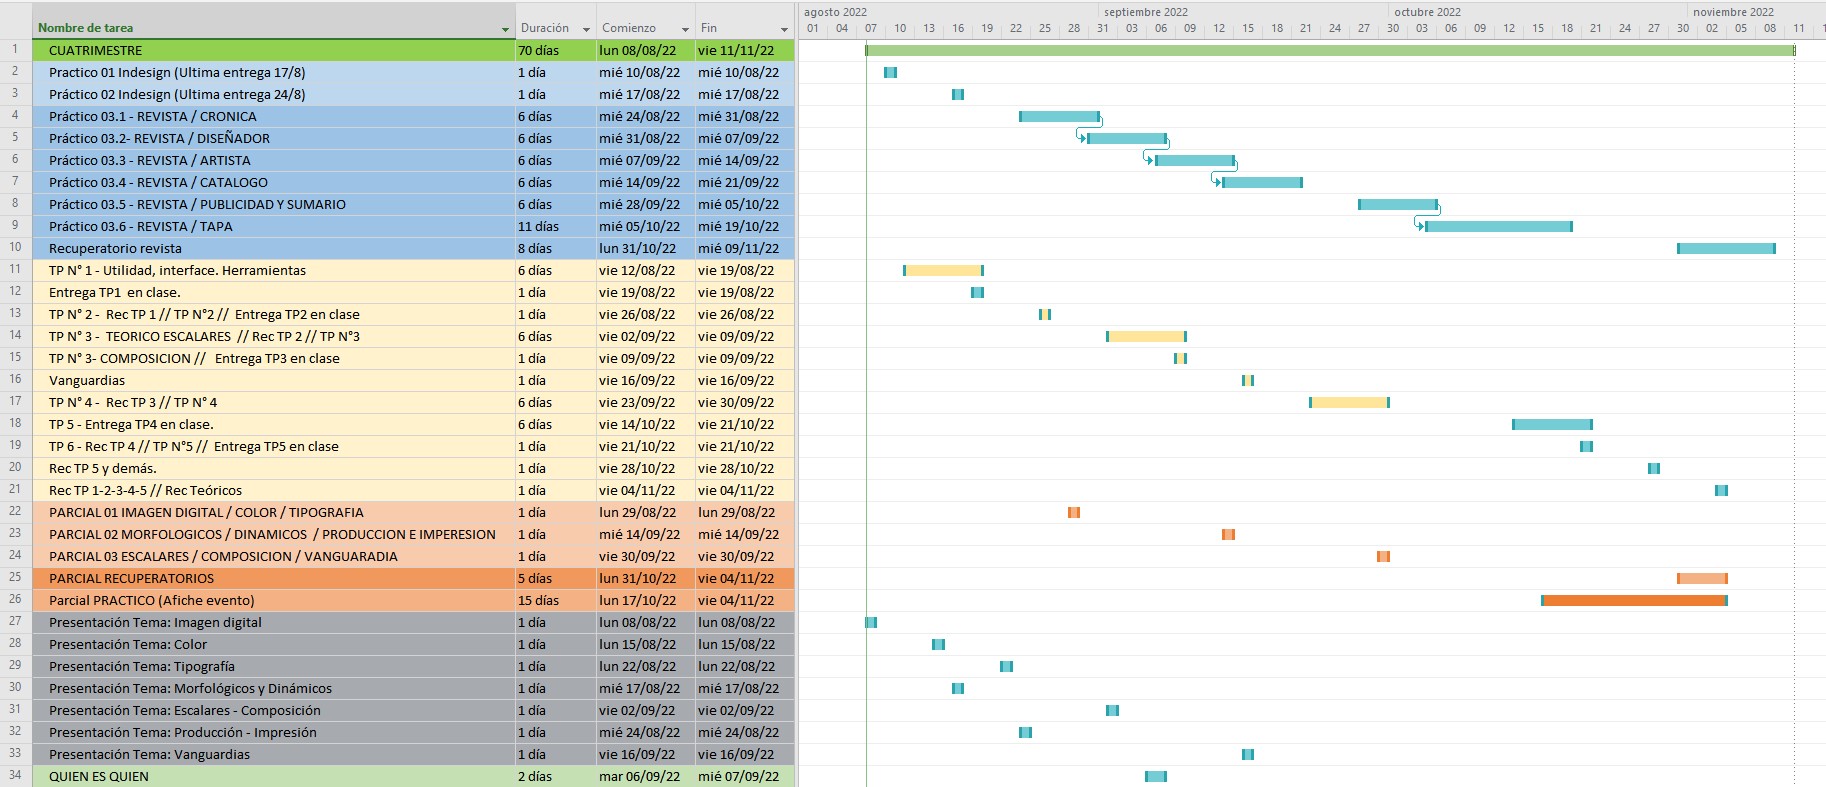 agosto 2022 septiembre 2022 octubre 2022 noviembre 2022
Nombre de tarea Duración Comienzo Fin 01 04 07 10 13 16 19 22 25 28 31 03 06 09 12 15 18 21 24 27 30 03 06 09 12 15 18 21 24 27 30 02 05 08 11
1 CUATRIMESTRE 70 días lun 08/08/22 vie 11/11/22
2 Practico 01 Indesign (Ultima entrega 17/8) 1 día mié 10/08/22 mié 10/08/22
3 Práctico 02 Indesign (Ultima entrega 24/8) 1 día mié 17/08/22 mié 17/08/22
4 Práctico 03.1 - REVISTA / CRONICA 6 días mié 24/08/22 mié 31/08/22
5 Práctico 03.2- REVISTA / DISEÑADOR 6 días mié 31/08/22 mié 07/09/22
6 Práctico 03.3 - REVISTA / ARTISTA 6 días mié 07/09/22 mié 14/09/22
7 Práctico 03.4 - REVISTA / CATALOGO 6 días mié 14/09/22 mié 21/09/22
8 Práctico 03.5 - REVISTA / PUBLICIDAD Y SUMARIO 6 días mié 28/09/22 mié 05/10/22
9 Práctico 03.6 - REVISTA / TAPA 11 días mié 05/10/22 mié 19/10/22
10 Recuperatorio revista 8 días lun 31/10/22 mié 09/11/22
11 TP N° 1 - Utilidad, interface. Herramientas 6 días vie 12/08/22 vie 19/08/22
12 Entrega TP1 en clase. 1 día vie 19/08/22 vie 19/08/22
13 TP N° 2 - Rec TP 1 // TP N°2 // Entrega TP2 en clase 1 día vie 26/08/22 vie 26/08/22
14 TP N° 3 - TEORICO ESCALARES // Rec TP 2 // TP N°3 6 días vie 02/09/22 vie 09/09/22
15 TP N° 3- COMPOSICION // Entrega TP3 en clase 1 día vie 09/09/22 vie 09/09/22
16 Vanguardias 1 día vie 16/09/22 vie 16/09/22
17 TP N° 4 - Rec TP 3 // TP N° 4 6 días vie 23/09/22 vie 30/09/22
18 TP 5 - Entrega TP4 en clase. 6 días vie 14/10/22 vie 21/10/22
19 TP 6 - Rec TP 4 // TP N°5 // Entrega TP5 en clase 1 día vie 21/10/22 vie 21/10/22
20 Rec TP 5 y demás. 1 día vie 28/10/22 vie 28/10/22
21 Rec TP 1-2-3-4-5 // Rec Teóricos 1 día vie 04/11/22 vie 04/11/22
22 PARCIAL 01 IMAGEN DIGITAL / COLOR / TIPOGRAFIA 1 día lun 29/08/22 lun 29/08/22
23 PARCIAL 02 MORFOLOGICOS / DINAMICOS / PRODUCCION E IMPERESION 1 día mié 14/09/22 mié 14/09/22
24 PARCIAL 03 ESCALARES / COMPOSICION / VANGUARADIA 1 día vie 30/09/22 vie 30/09/22
25 PARCIAL RECUPERATORIOS 5 días lun 31/10/22 vie 04/11/22
26 Parcial PRACTICO (Afiche evento) 15 días lun 17/10/22 vie 04/11/22
27 Presentación Tema: Imagen digital 1 día lun 08/08/22 lun 08/08/22
28 Presentación Tema: Color 1 día lun 15/08/22 lun 15/08/22
29 Presentación Tema: Tipografía 1 día lun 22/08/22 lun 22/08/22
30 Presentación Tema: Morfológicos y Dinámicos 1 día mié 17/08/22 mié 17/08/22
31 Presentación Tema: Escalares - Composición 1 día vie 02/09/22 vie 02/09/22
32 Presentación Tema: Producción - Impresión 1 día mié 24/08/22 mié 24/08/22
33 Presentación Tema: Vanguardias 1 día vie 16/09/22 vie 16/09/22
34 QUIEN ES QUIEN 2 días mar 06/09/22 mié 07/09/22